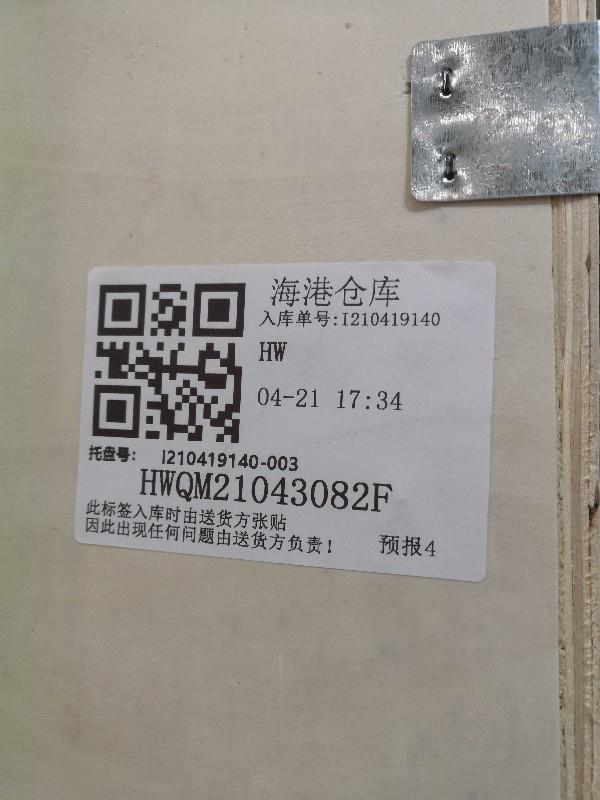 海港仓库
入库单号:I210419140
HW
04-21 17:34
托盘号: I210419140-003
HWQM21043082F
此标签入库时由送货方张贴
因此出现任何问题由送货方负责!
预报4